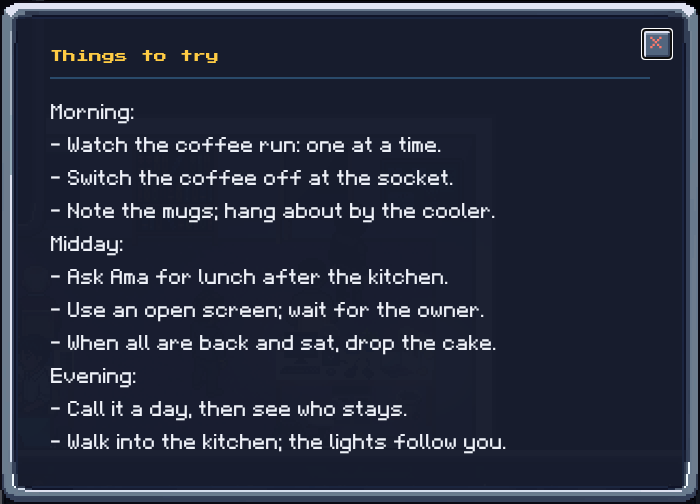 Things to try
Morning:
- Watch the coffee run: one at a time.
- Switch the coffee off at the socket.
- Note the mugs; hang about by the cooler.
Midday:
- Ask Ama for lunch after the kitchen.
- Use an open screen; wait for the owner.
- When all are back and sat, drop the cake.
Evening:
- Call it a day, then see who stays.
- Walk into the kitchen; the lights follow you.